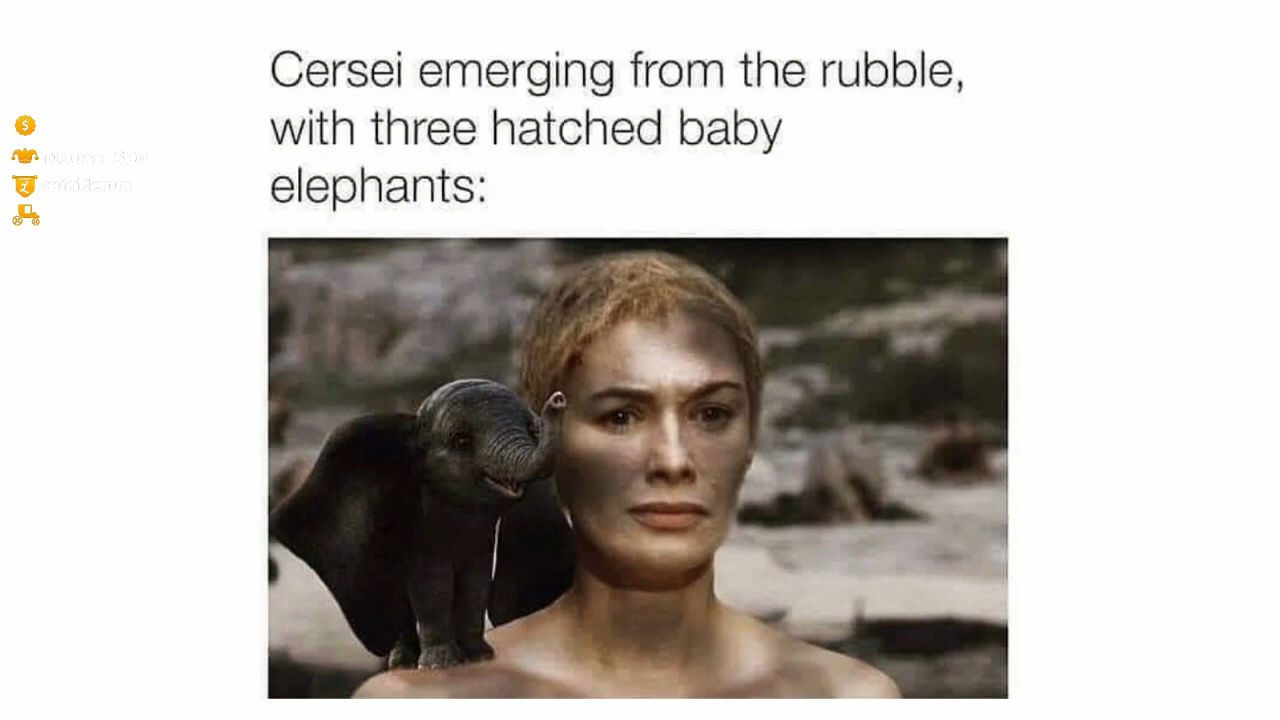 Cersei emerging from the rubble,
with three hatched baby
elephants: